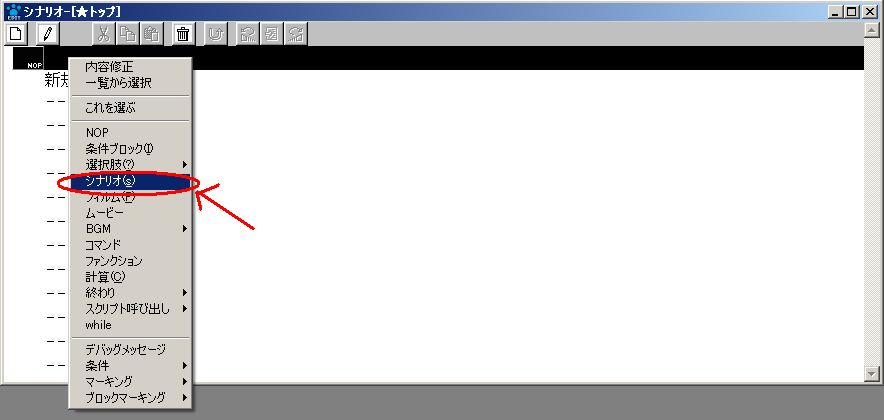 シナリオ-[★トップ]
EDIT
NOP
新規
内容修正
一覧から選択
これを選ぶ
NOP
条件ブロック(I)
選択肢(?)
シナリオ(s)
フィルム(F)
ムービー
BGM
コマンド
ファンクション
計算(C)
終わり
スクリプト呼び出し
while
デバッグメッセージ
条件
マーキング
ブロックマーキング